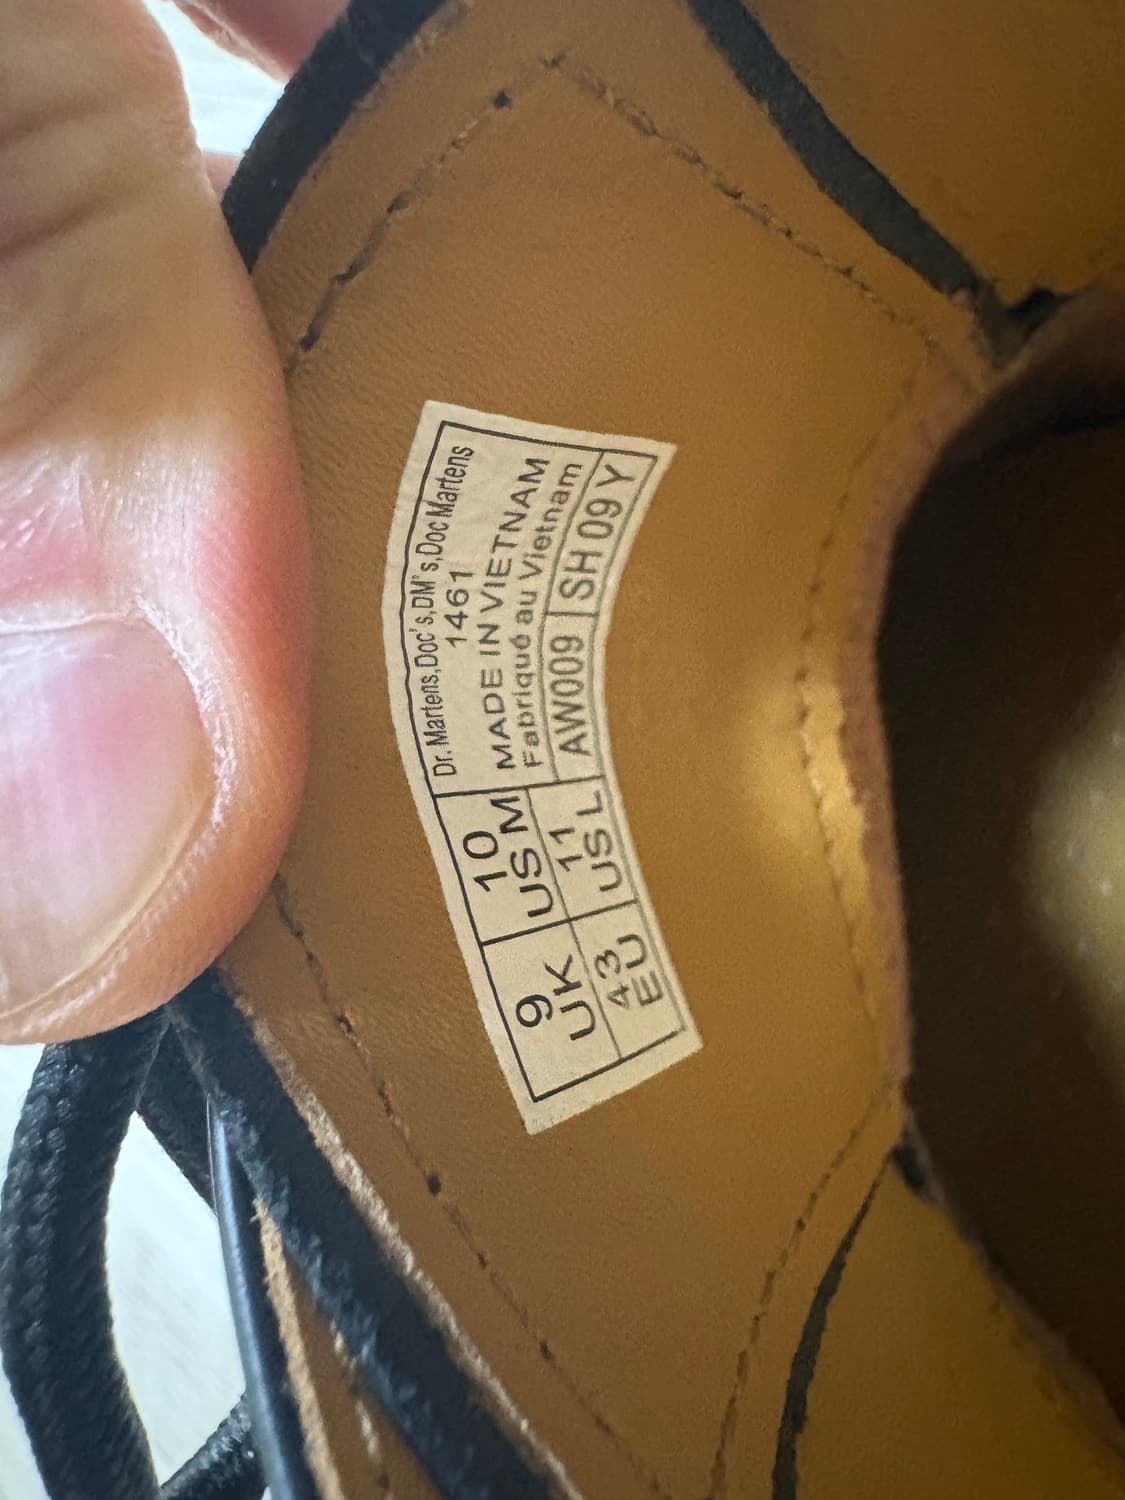 Dr. Martens,Doc's,DM's,Doc Martens
1461
MADE IN VIETNAM
Fabriqué au Vietnam
AW009 SH 09 Y
9
UK
10
US M
43
EU
11
US L